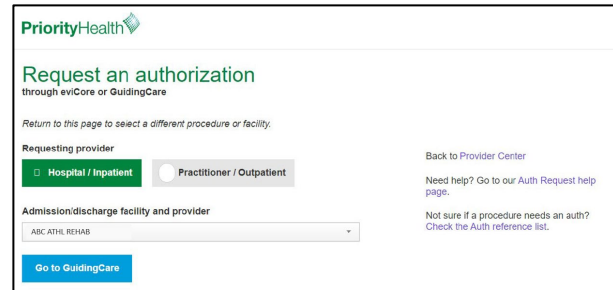 PriorityHealth
Request an authorization
through eviCore or GuidingCare
Return to this page to select a different procedure or facility.
Requesting provider
Hospital / Inpatient
Practitioner / Outpatient
Admission/discharge facility and provider
ABC ATHL REHAB
Go to GuidingCare
Back to Provider Center
Need help? Go to our Auth Request help
page.
Not sure if a procedure needs an auth?
Check the Auth reference list.